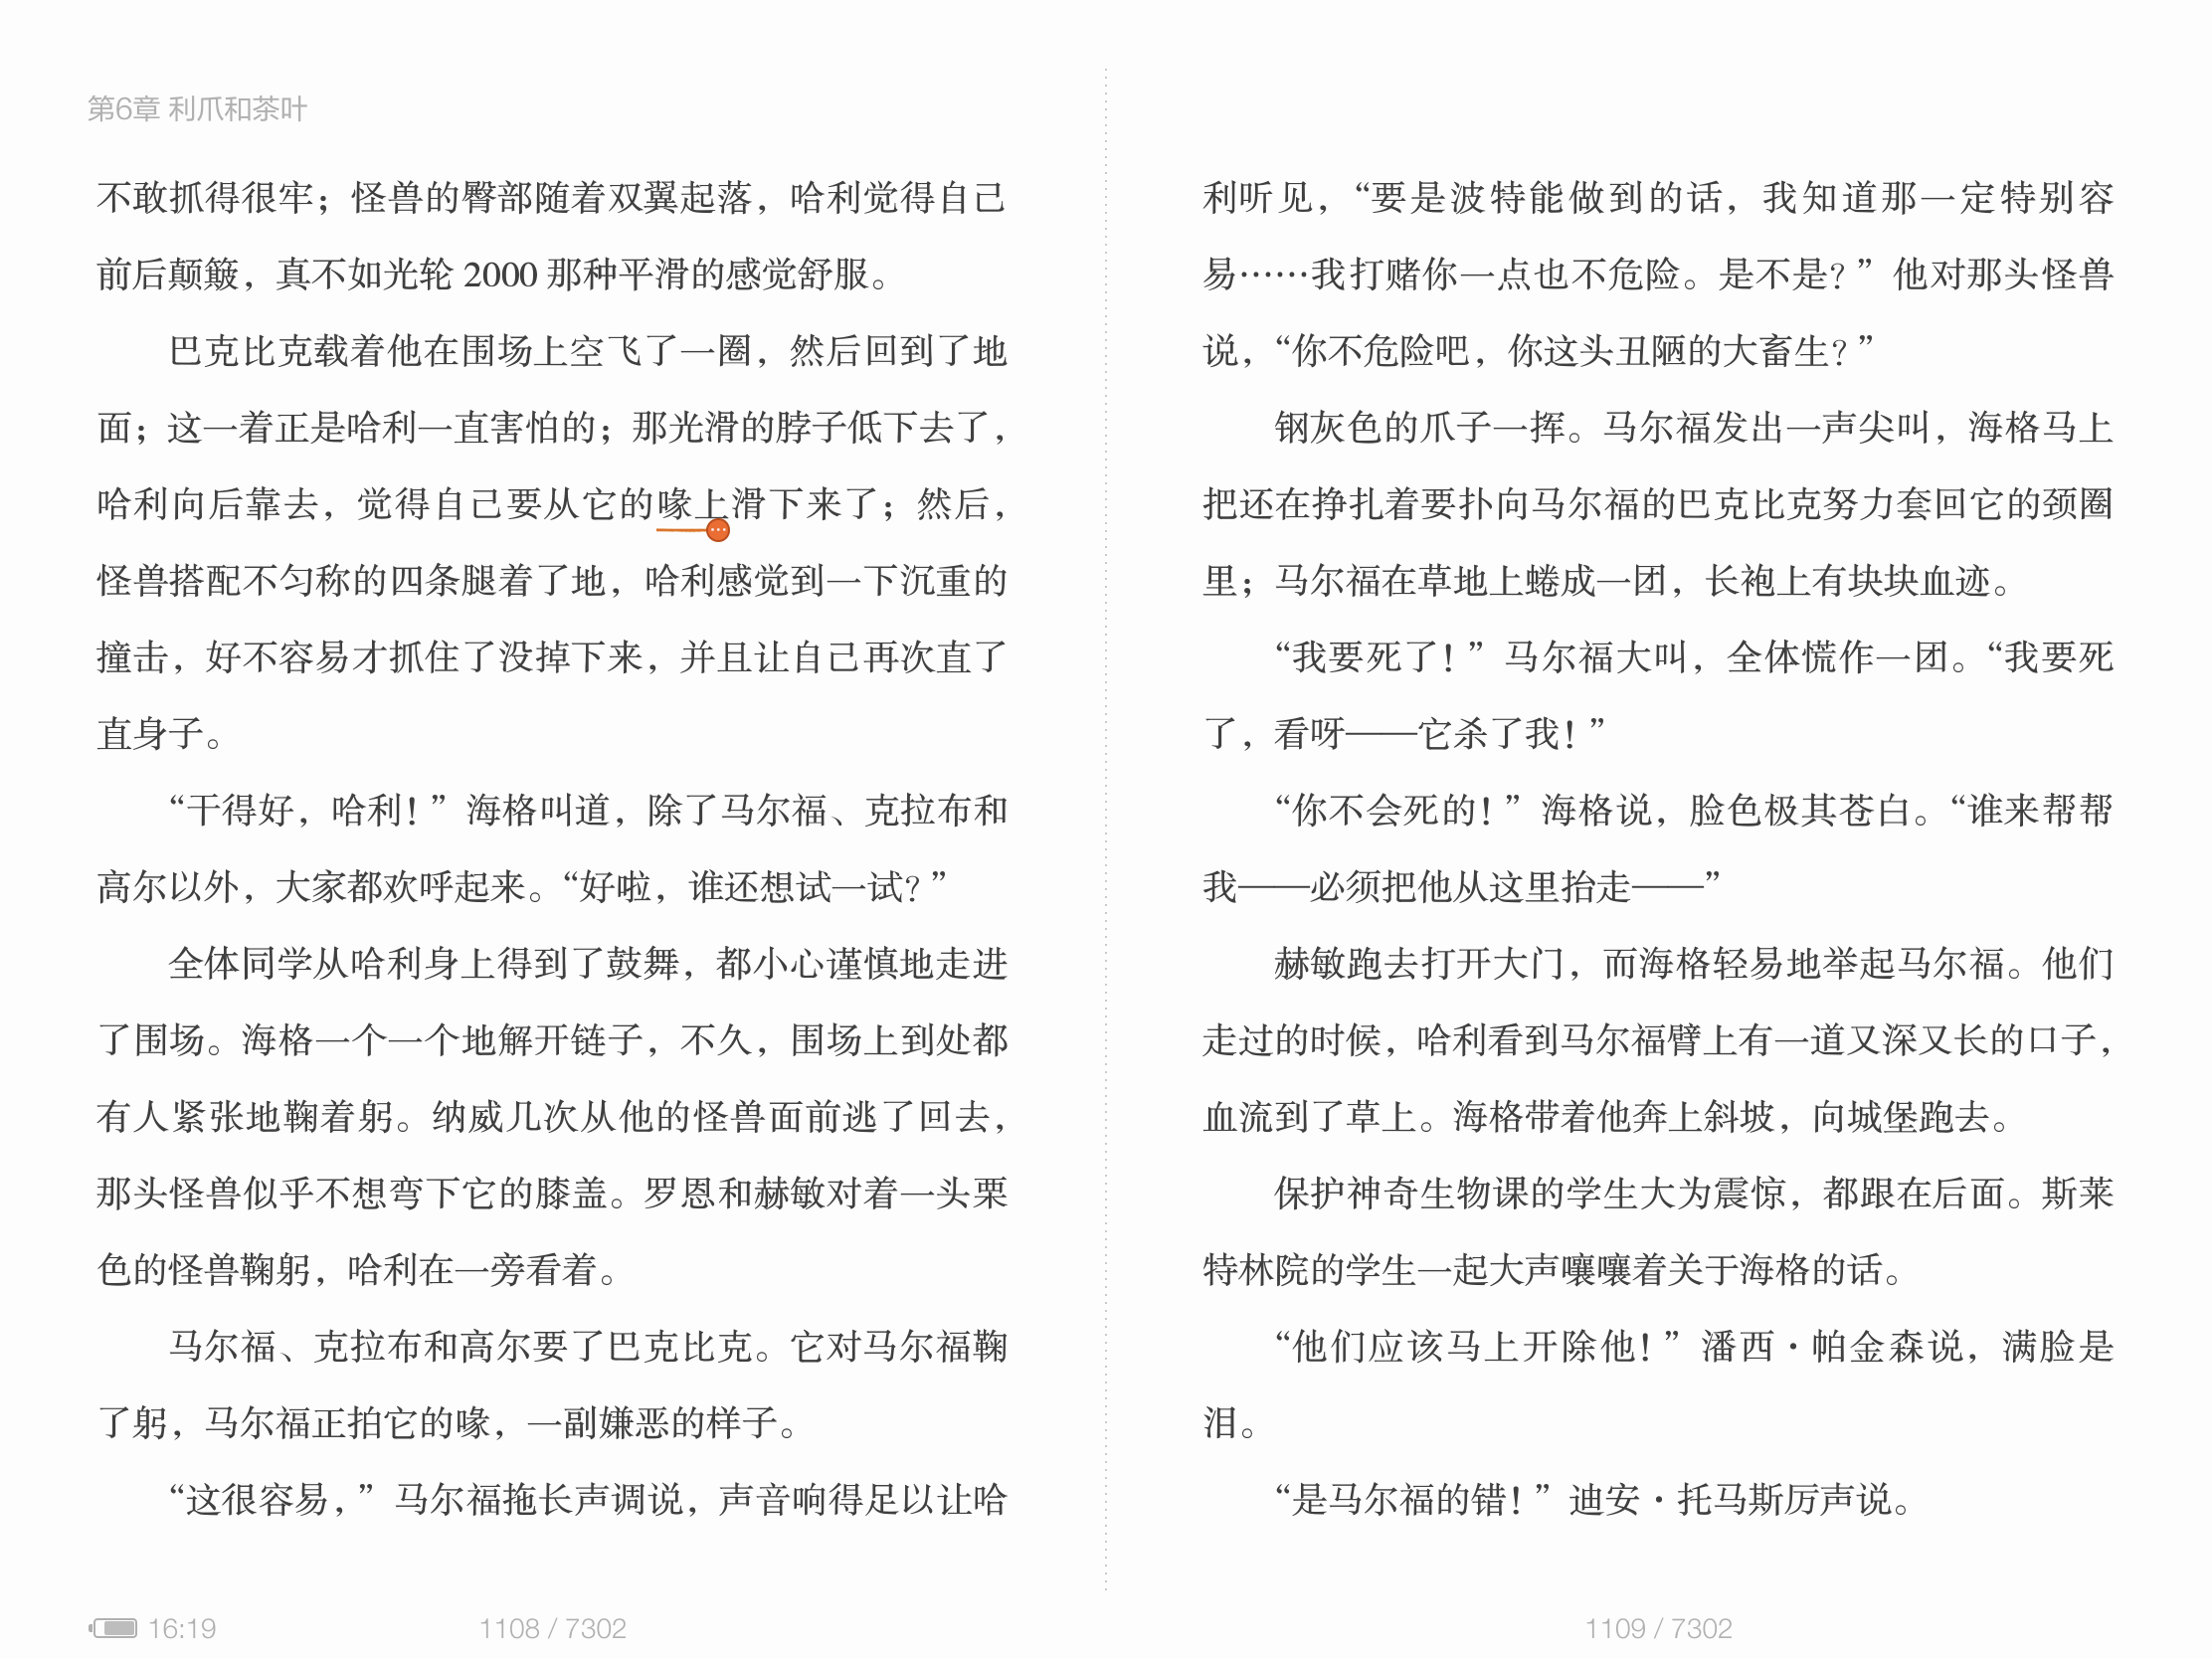 第6章 利爪和茶叶
不敢抓得很牢；怪兽的臀部随着双翼起落，哈利觉得自己
前后颠簸，真不如光轮 2000 那种平滑的感觉舒服。
巴克比克载着他在围场上空飞了一圈，然后回到了地
面；这一着正是哈利一直害怕的；那光滑的脖子低下去了，
哈利向后靠去，觉得自己要从它的喙上滑下来了；然后，
怪兽搭配不匀称的四条腿着了地，哈利感觉到一下沉重的
撞击，好不容易才抓住了没掉下来，并且让自己再次直了
直身子。
“干得好，哈利！”海格叫道，除了马尔福、克拉布和
高尔以外，大家都欢呼起来。“好啦，谁还想试一试？”
全体同学从哈利身上得到了鼓舞，都小心谨慎地走进
了围场。海格一个一个地解开链子，不久，围场上到处都
有人紧张地鞠着躬。纳威几次从他的怪兽面前逃了回去，
那头怪兽似乎不想弯下它的膝盖。罗恩和赫敏对着一头栗
色的怪兽鞠躬，哈利在一旁看着。
马尔福、克拉布和高尔要了巴克比克。它对马尔福鞠
了躬，马尔福正拍它的喙，一副嫌恶的样子。
“这很容易，”马尔福拖长声调说，声音响得足以让哈
16:19
1108 / 7302
利听见，“要是波特能做到的话，我知道那一定特别容
易……我打赌你一点也不危险。是不是？”他对那头怪兽
说，“你不危险吧，你这头丑陋的大畜生？”
钢灰色的爪子一挥。马尔福发出一声尖叫，海格马上
把还在挣扎着要扑向马尔福的巴克比克努力套回它的颈圈
里；马尔福在草地上蜷成一团，长袍上有块块血迹。
“我要死了！”马尔福大叫，全体慌作一团。“我要死
了，看呀——它杀了我！”
“你不会死的！”海格说，脸色极其苍白。“谁来帮帮
我——必须把他从这里抬走——”
赫敏跑去打开大门，而海格轻易地举起马尔福。他们
走过的时候，哈利看到马尔福臂上有一道又深又长的口子，
血流到了草上。海格带着他奔上斜坡，向城堡跑去。
保护神奇生物课的学生大为震惊，都跟在后面。斯莱
特林院的学生一起大声嚷嚷着关于海格的话。
“他们应该马上开除他！”潘西·帕金森说，满脸是
泪。
“是马尔福的错！”迪安·托马斯厉声说。
1109 / 7302